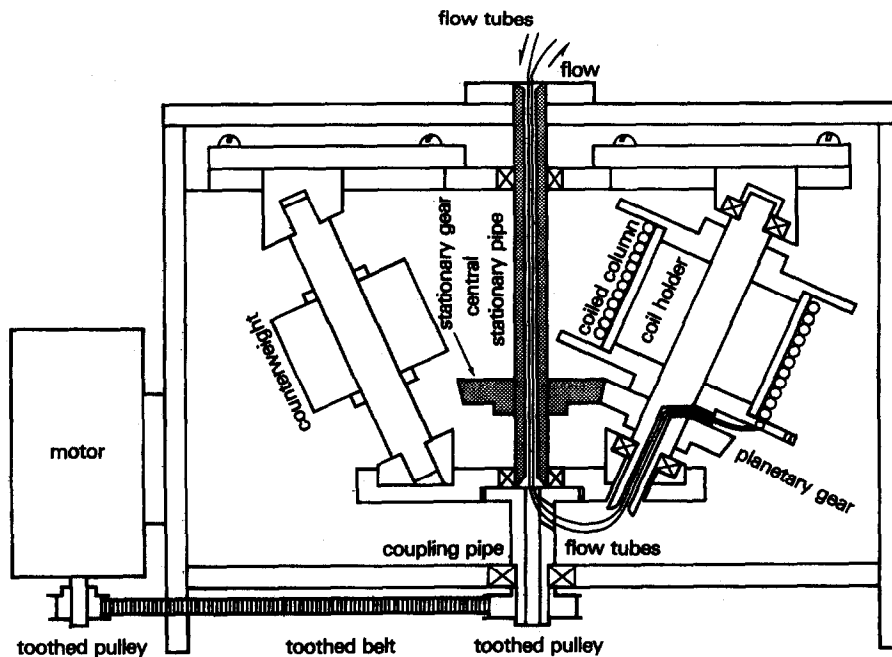 flow tubes
flow
stationary gear
central
stationary pipe
coiled column
coil holder
counterweight
motor
planetary gear
coupling pipe
flow tubes
toothed pulley
toothed belt
toothed pulley